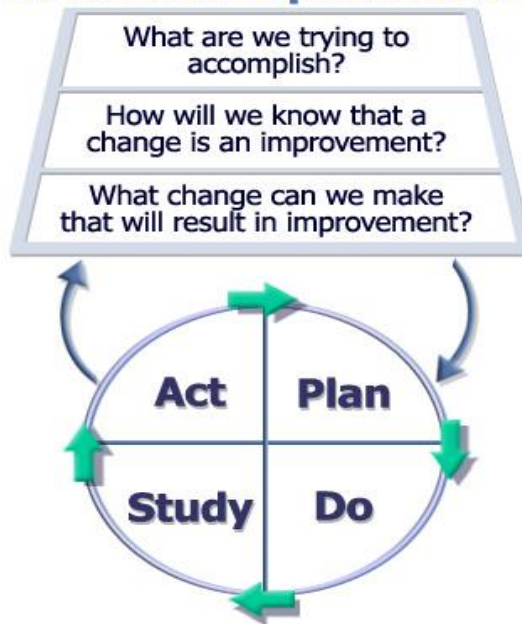 What are we trying to
accomplish?
How will we know that a
change is an improvement?
What change can we make
that will result in improvement?
Act Plan
Study Do